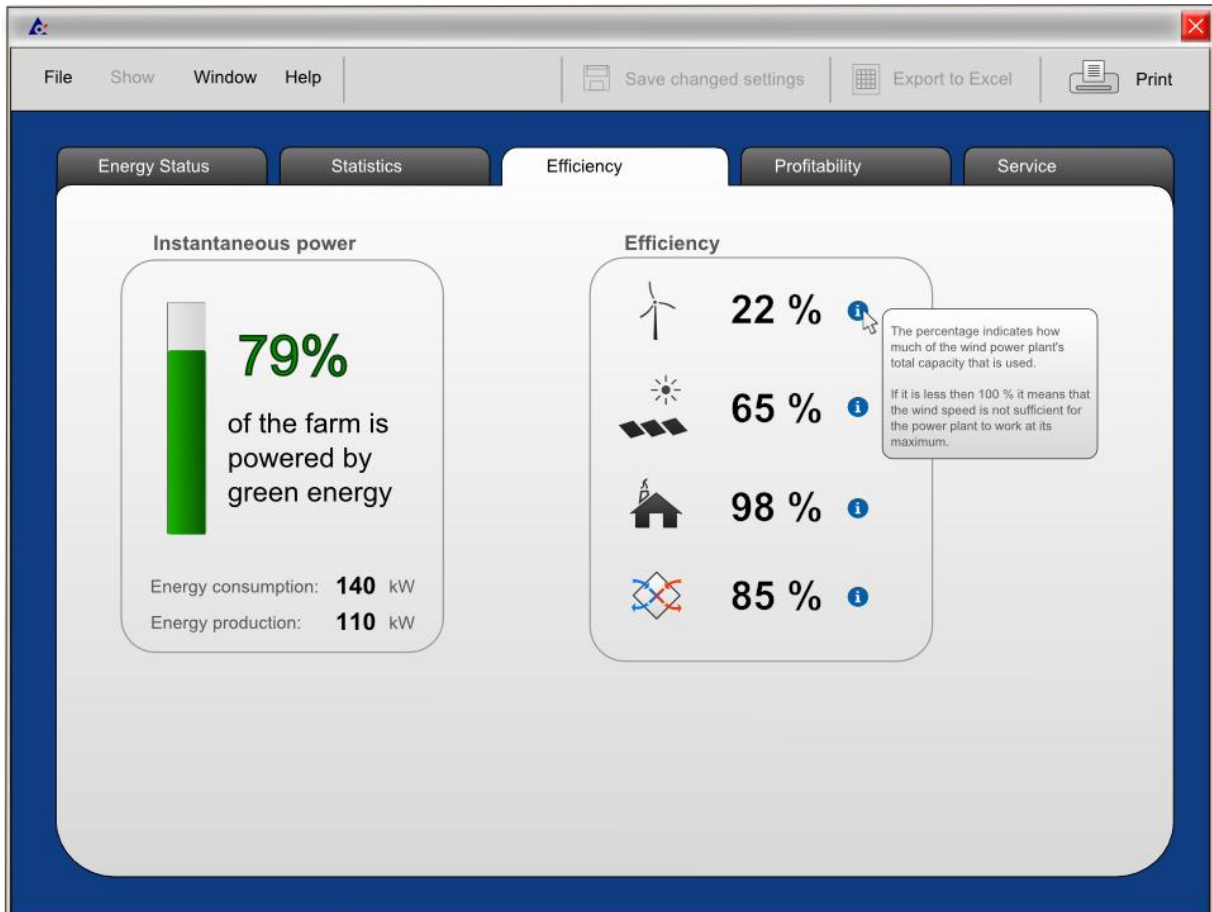 File Show Window Help Save changed settings Export to Excel Print
Energy Status Statistics Efficiency Profitability Service
Instantaneous power
79%
of the farm is
powered by
green energy
Energy consumption: 140 kW
Energy production: 110 kW
Efficiency
22 %
The percentage indicates how
much of the wind power plant's
total capacity that is used.
If it is less then 100 % it means that
the wind speed is not sufficient for
the power plant to work at its
maximum.
65 %
98 %
85 %